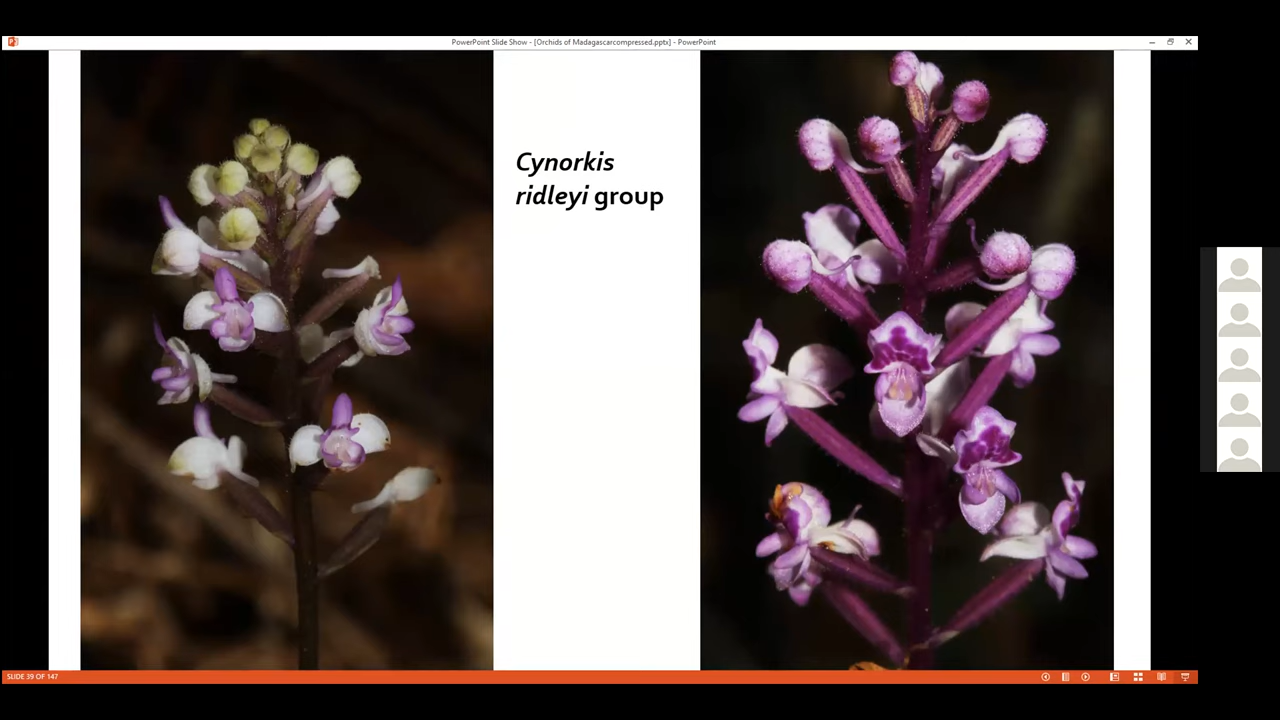 PowerPoint Slide Show - [Orchids of Madagascarcompressed.pptx] - PowerPoint
Cynorkis
ridleyi group
SLIDE 39 OF 147